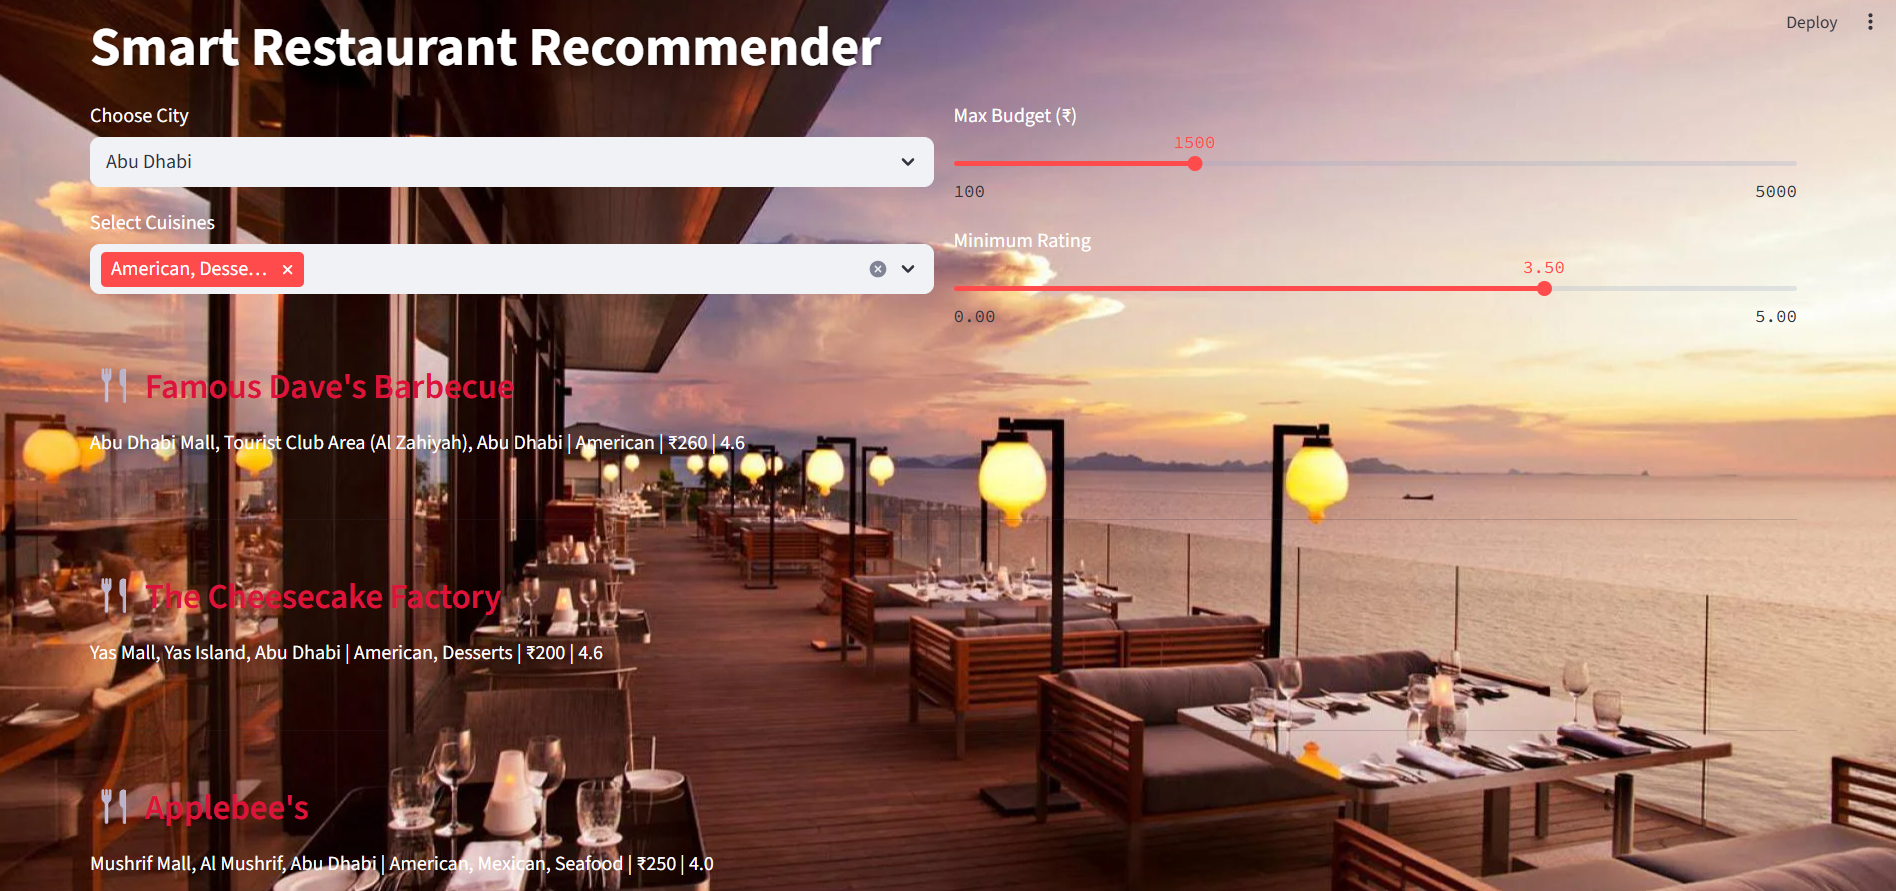 Deploy
Smart Restaurant Recommender
Choose City
Abu Dhabi
Select Cuisines
American, Desse...
Max Budget (₹)
1500
100
5000
Minimum Rating
3.50
0.00
5.00
Famous Dave's Barbecue
Abu Dhabi Mall, Tourist Club Area (Al Zahiyah), Abu Dhabi | American | ₹260 | 4.6
The Cheesecake Factory
Yas Mall, Yas Island, Abu Dhabi | American, Desserts | ₹200 | 4.6
Applebee's
Mushrif Mall, Al Mushrif, Abu Dhabi | American, Mexican, Seafood | ₹250 | 4.0